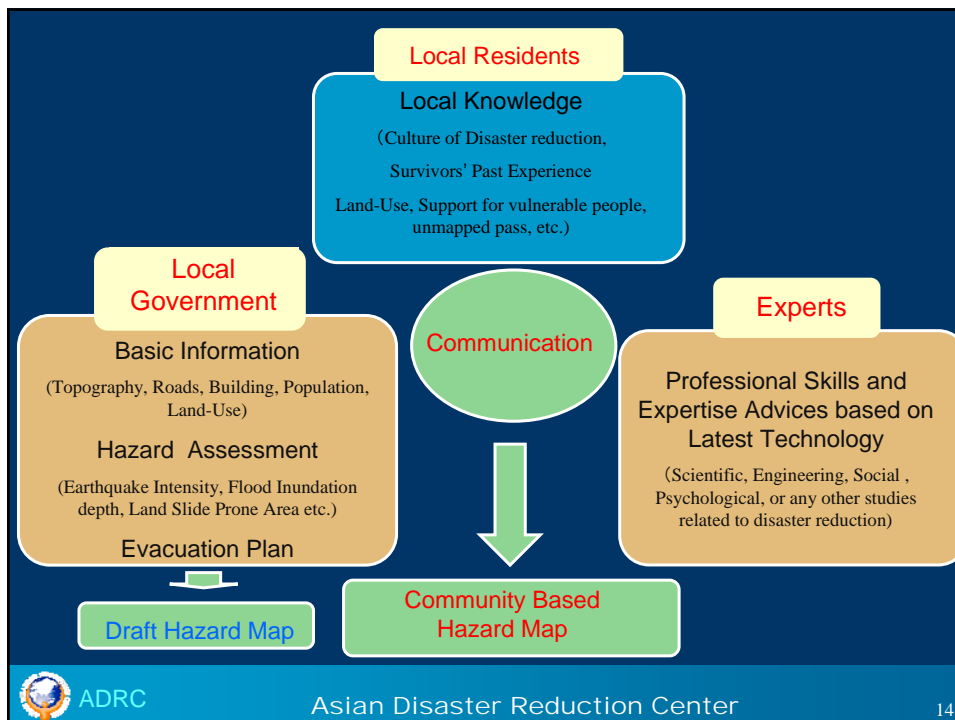 Local Residents
Local Knowledge
（Culture of Disaster reduction,
Survivors’ Past Experience
Land-Use, Support for vulnerable people,
unmapped pass, etc.)
Local
Government
Basic Information
(Topography, Roads, Building, Population,
Land-Use)
Hazard Assessment
(Earthquake Intensity, Flood Inundation
depth, Land Slide Prone Area etc.)
Evacuation Plan
Draft Hazard Map
Communication
Community Based
Hazard Map
Experts
Professional Skills and
Expertise Advices based on
Latest Technology
（Scientific, Engineering, Social ,
Psychological, or any other studies
related to disaster reduction)
ADRC
Asian Disaster Reduction Center
14